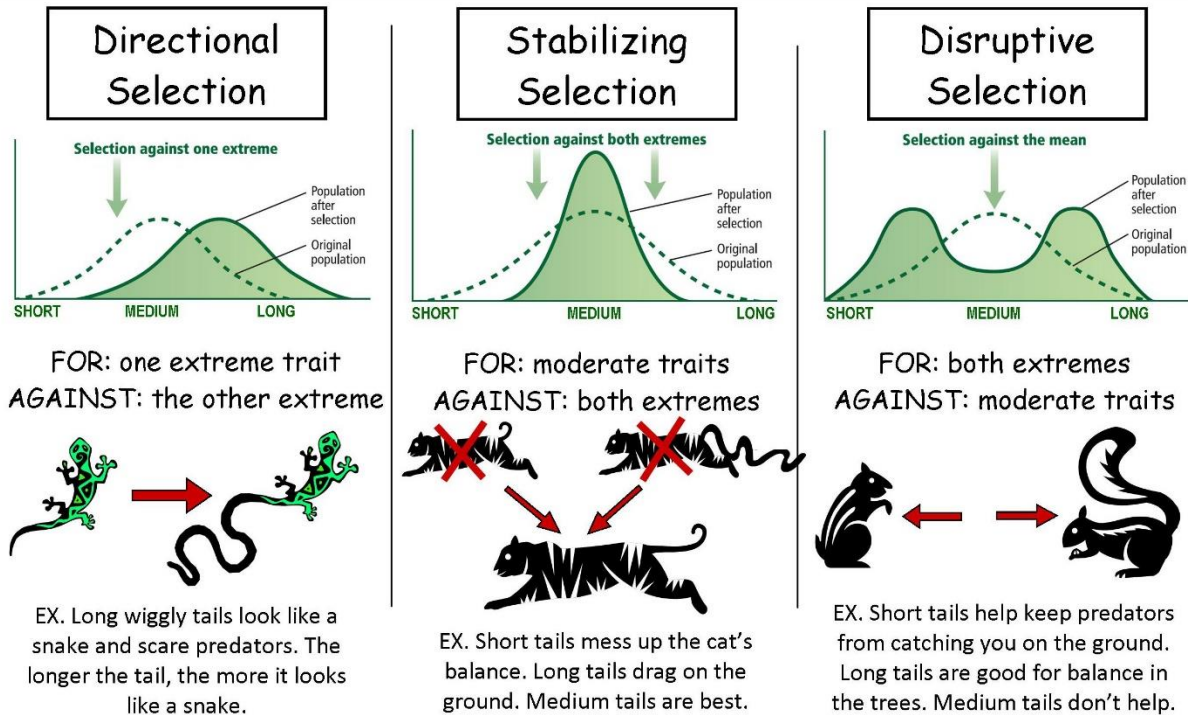 Directional
Selection
Selection against one extreme
Population
after
selection
Original
population
SHORT
MEDIUM
LONG
FOR: one extreme trait
AGAINST: the other extreme
EX. Long wiggly tails look like a
snake and scare predators. The
longer the tail, the more it looks
like a snake.
Stabilizing
Selection
Selection against both extremes
Population
after
selection
Original
population
SHORT
MEDIUM
LONG
FOR: moderate traits
AGAINST: both extremes
EX. Short tails mess up the cat’s
balance. Long tails drag on the
ground. Medium tails are best.
Disruptive
Selection
Selection against the mean
Population
after
selection
Original
population
SHORT
MEDIUM
LONG
FOR: both extremes
AGAINST: moderate traits
EX. Short tails help keep predators
from catching you on the ground.
Long tails are good for balance in
the trees. Medium tails don’t help.